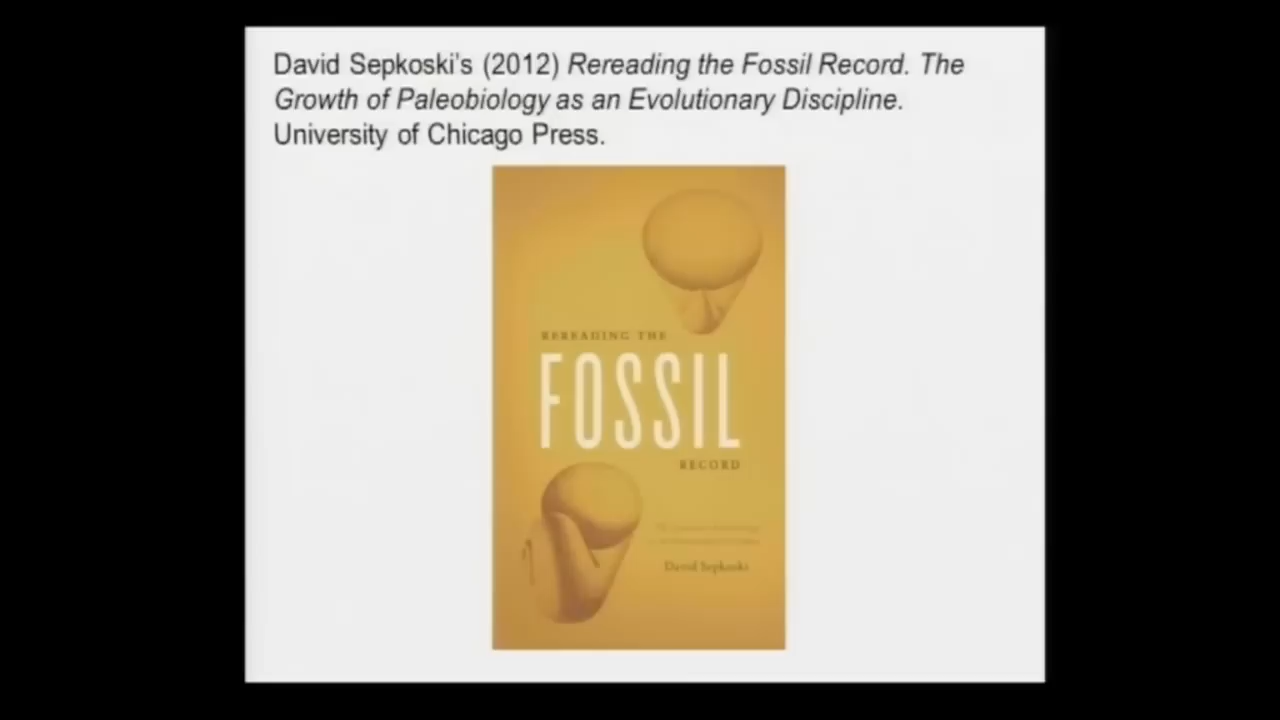 David Sepkoski's (2012) Rereading the Fossil Record. The
Growth of Paleobiology as an Evolutionary Discipline.
University of Chicago Press.
REREADING THE
FOSSIL
RECORD
David Sepkoski